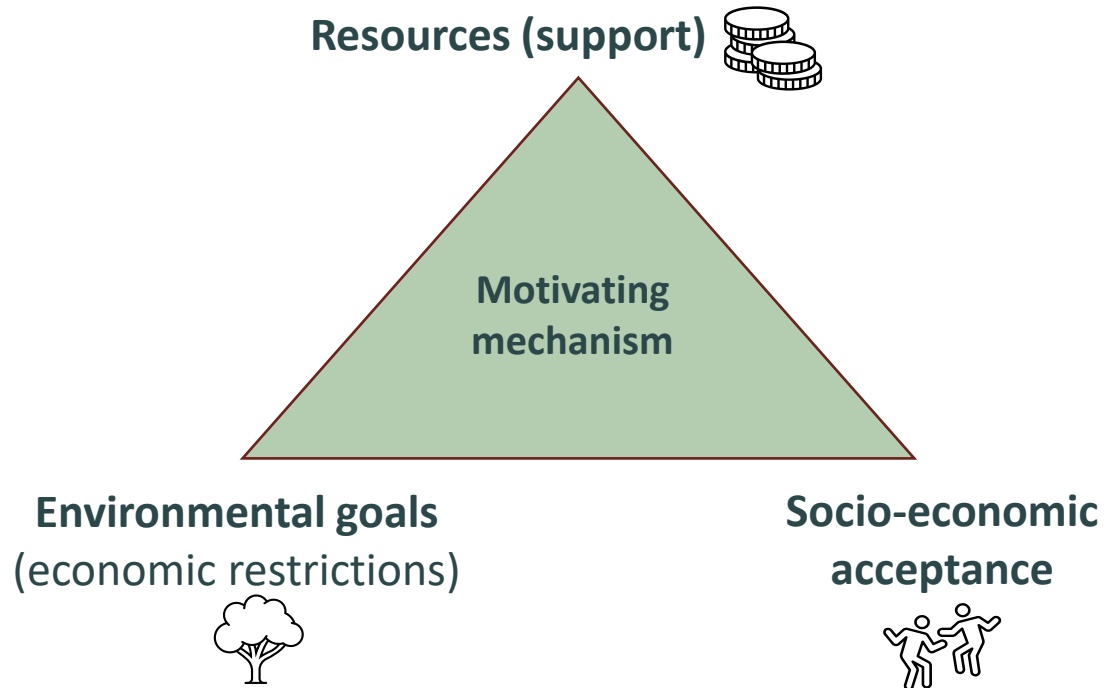 Resources (support)
Motivating
mechanism
Environmental goals
(economic restrictions)
Socio-economic
acceptance